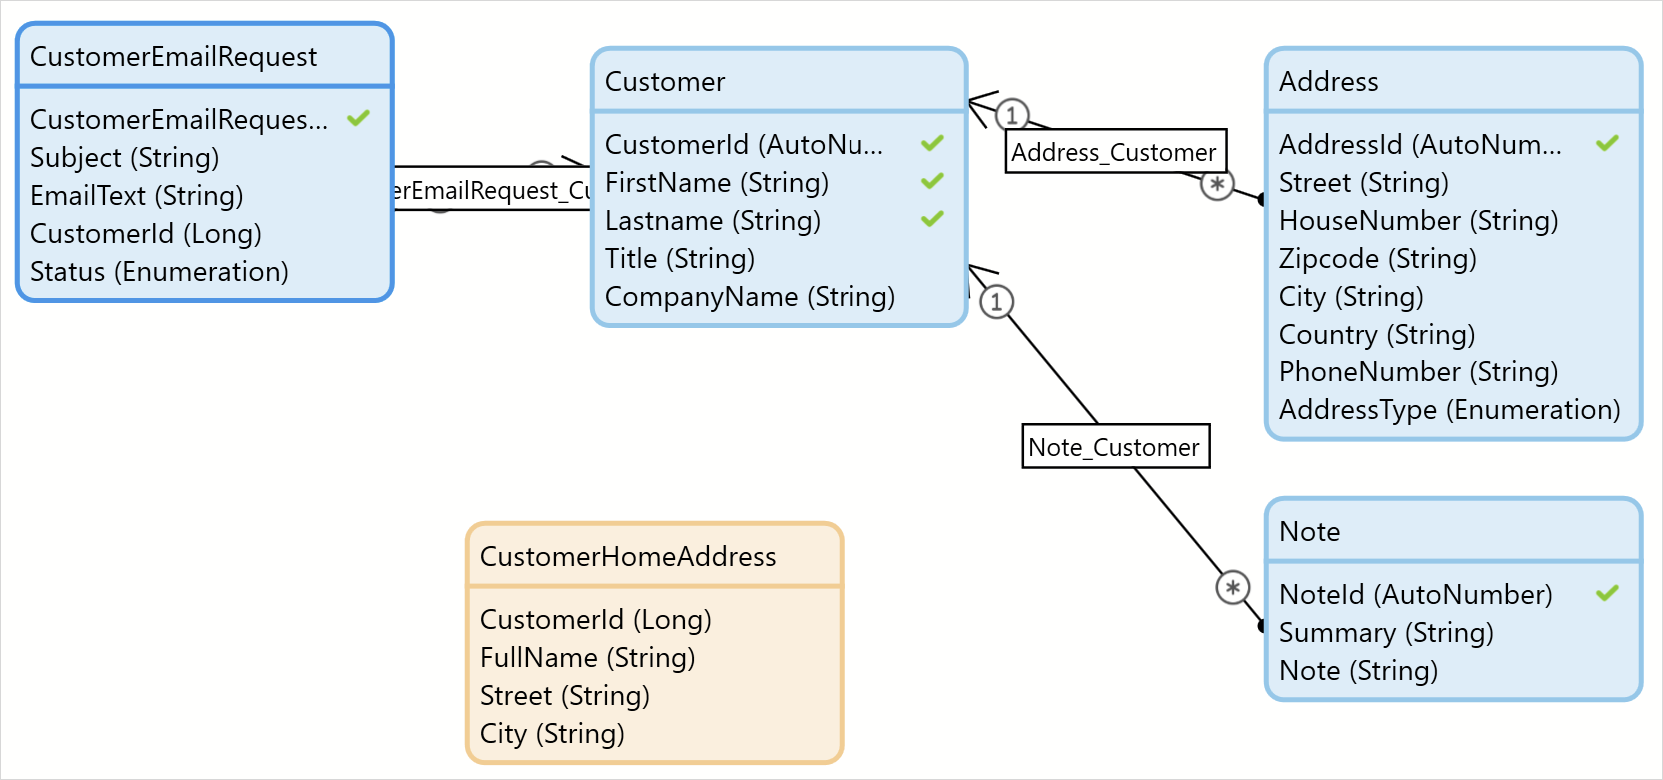 CustomerEmailRequest
CustomerEmailReques...
Subject (String)
EmailText (String)
CustomerId (Long)
Status (Enumeration)
erEmailRequest_Cu
Customer
CustomerId (AutoNu...
FirstName (String)
Lastname (String)
Title (String)
CompanyName (String)
1
Address_Customer
*
Address
AddressId (AutoNum...
Street (String)
HouseNumber (String)
Zipcode (String)
City (String)
Country (String)
PhoneNumber (String)
AddressType (Enumeration)
1
Note_Customer
*
Note
NoteId (AutoNumber)
Summary (String)
Note (String)
CustomerHomeAddress
CustomerId (Long)
FullName (String)
Street (String)
City (String)